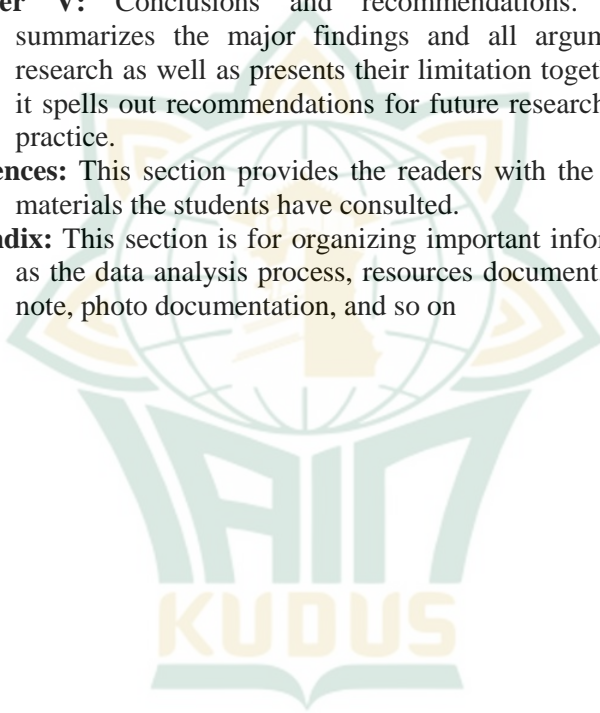 er V: Conclusions and recommendations.
summarizes the major findings and all argum
research as well as presents their limitation toget
it spells out recommendations for future research
practice.
ences: This section provides the readers with the
materials the students have consulted.
ndix: This section is for organizing important infor
as the data analysis process, resources document
note, photo documentation, and so on
IAIN
KUDUS